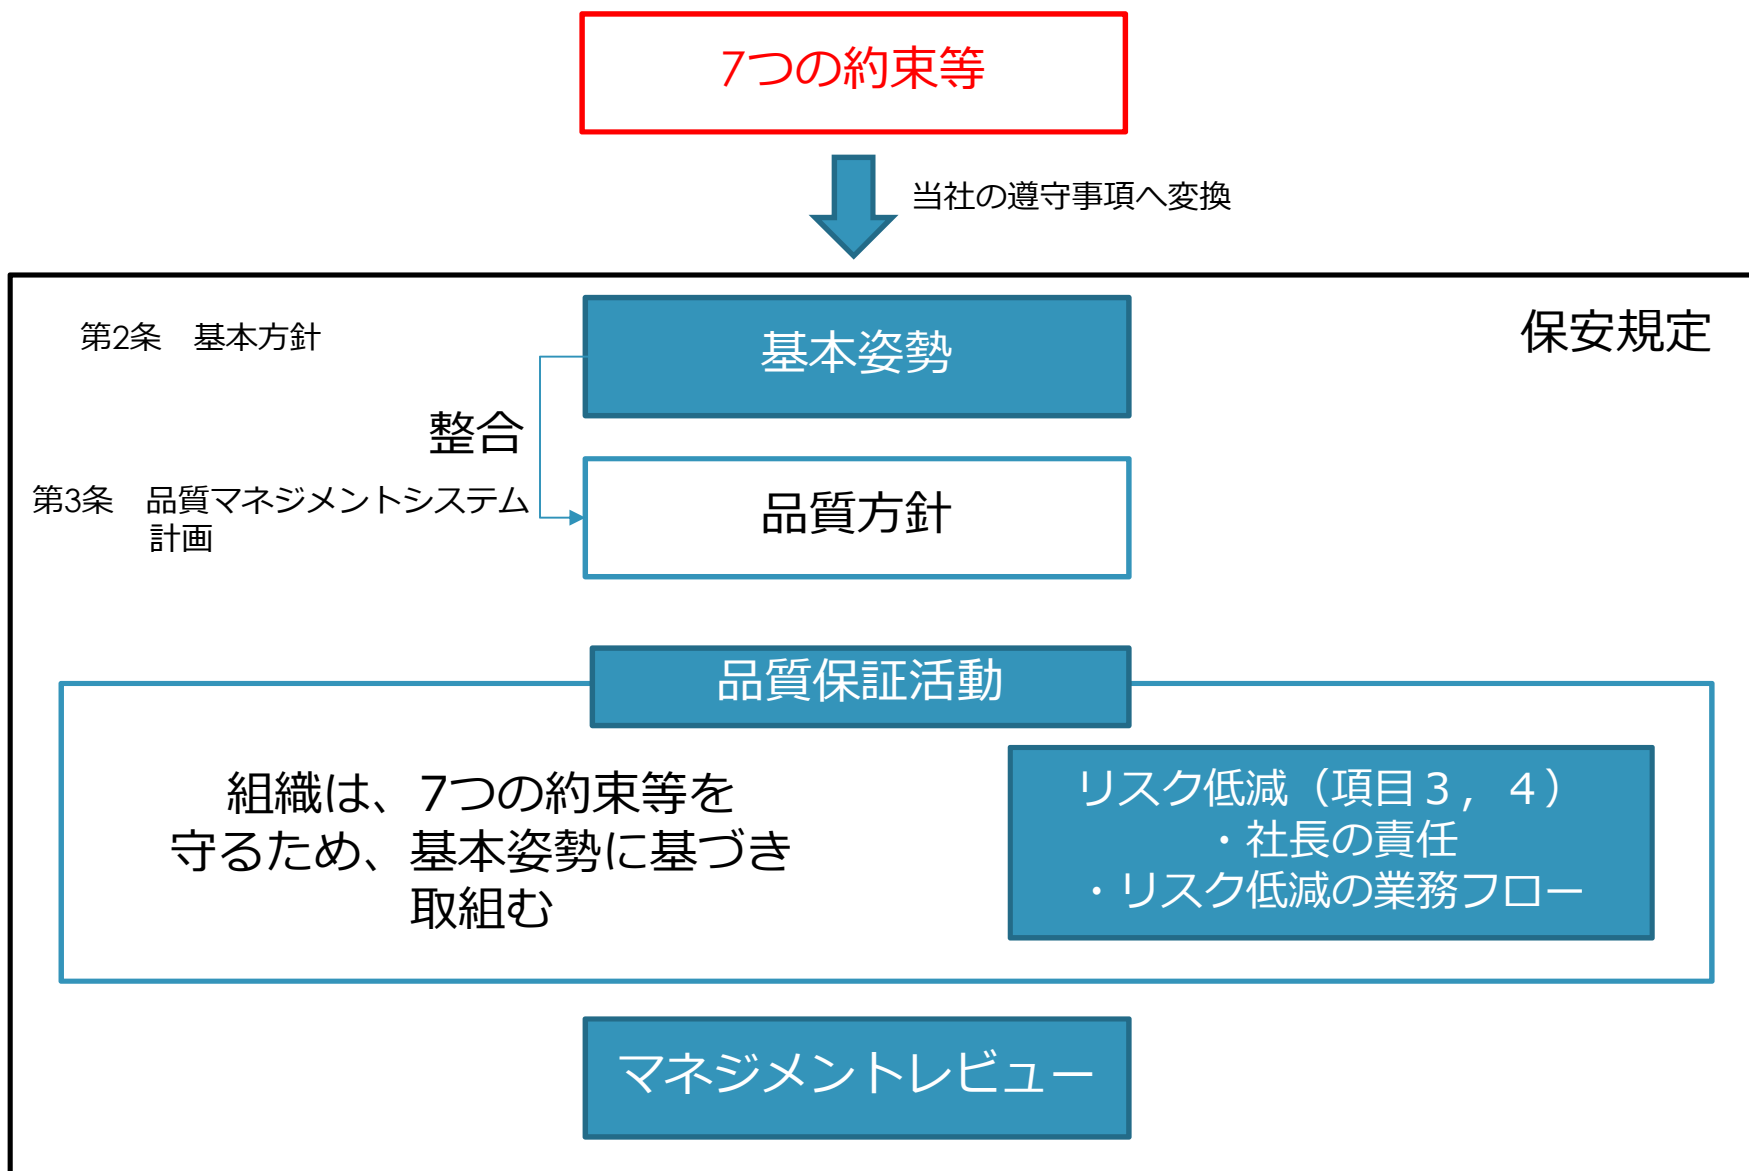 7つの約束等
当社の遵守事項へ変換
保安規定
第2条　基本方針
基本姿勢
整合
第3条　品質マネジメントシステム
計画
品質方針
品質保証活動
組織は、7つの約束等を
守るため、基本姿勢に基づき
取組む
リスク低減（項目３，４）
・社長の責任
・リスク低減の業務フロー
マネジメントレビュー